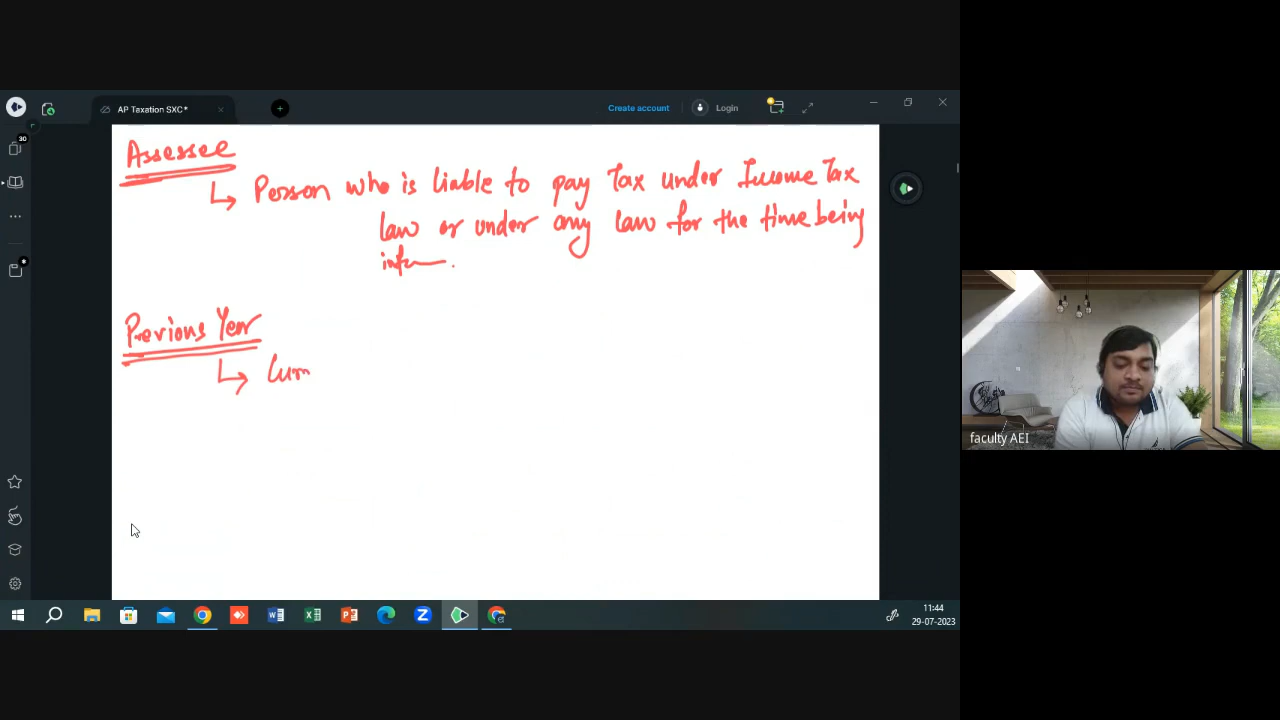 30
AP Taxation SXC*
Create account
Login
Assessee
Person who is liable to pay Tax under Income Tax
law or under any law for the time being
Previous Year
Curr
faculty AEI
11:44
29-07-2023